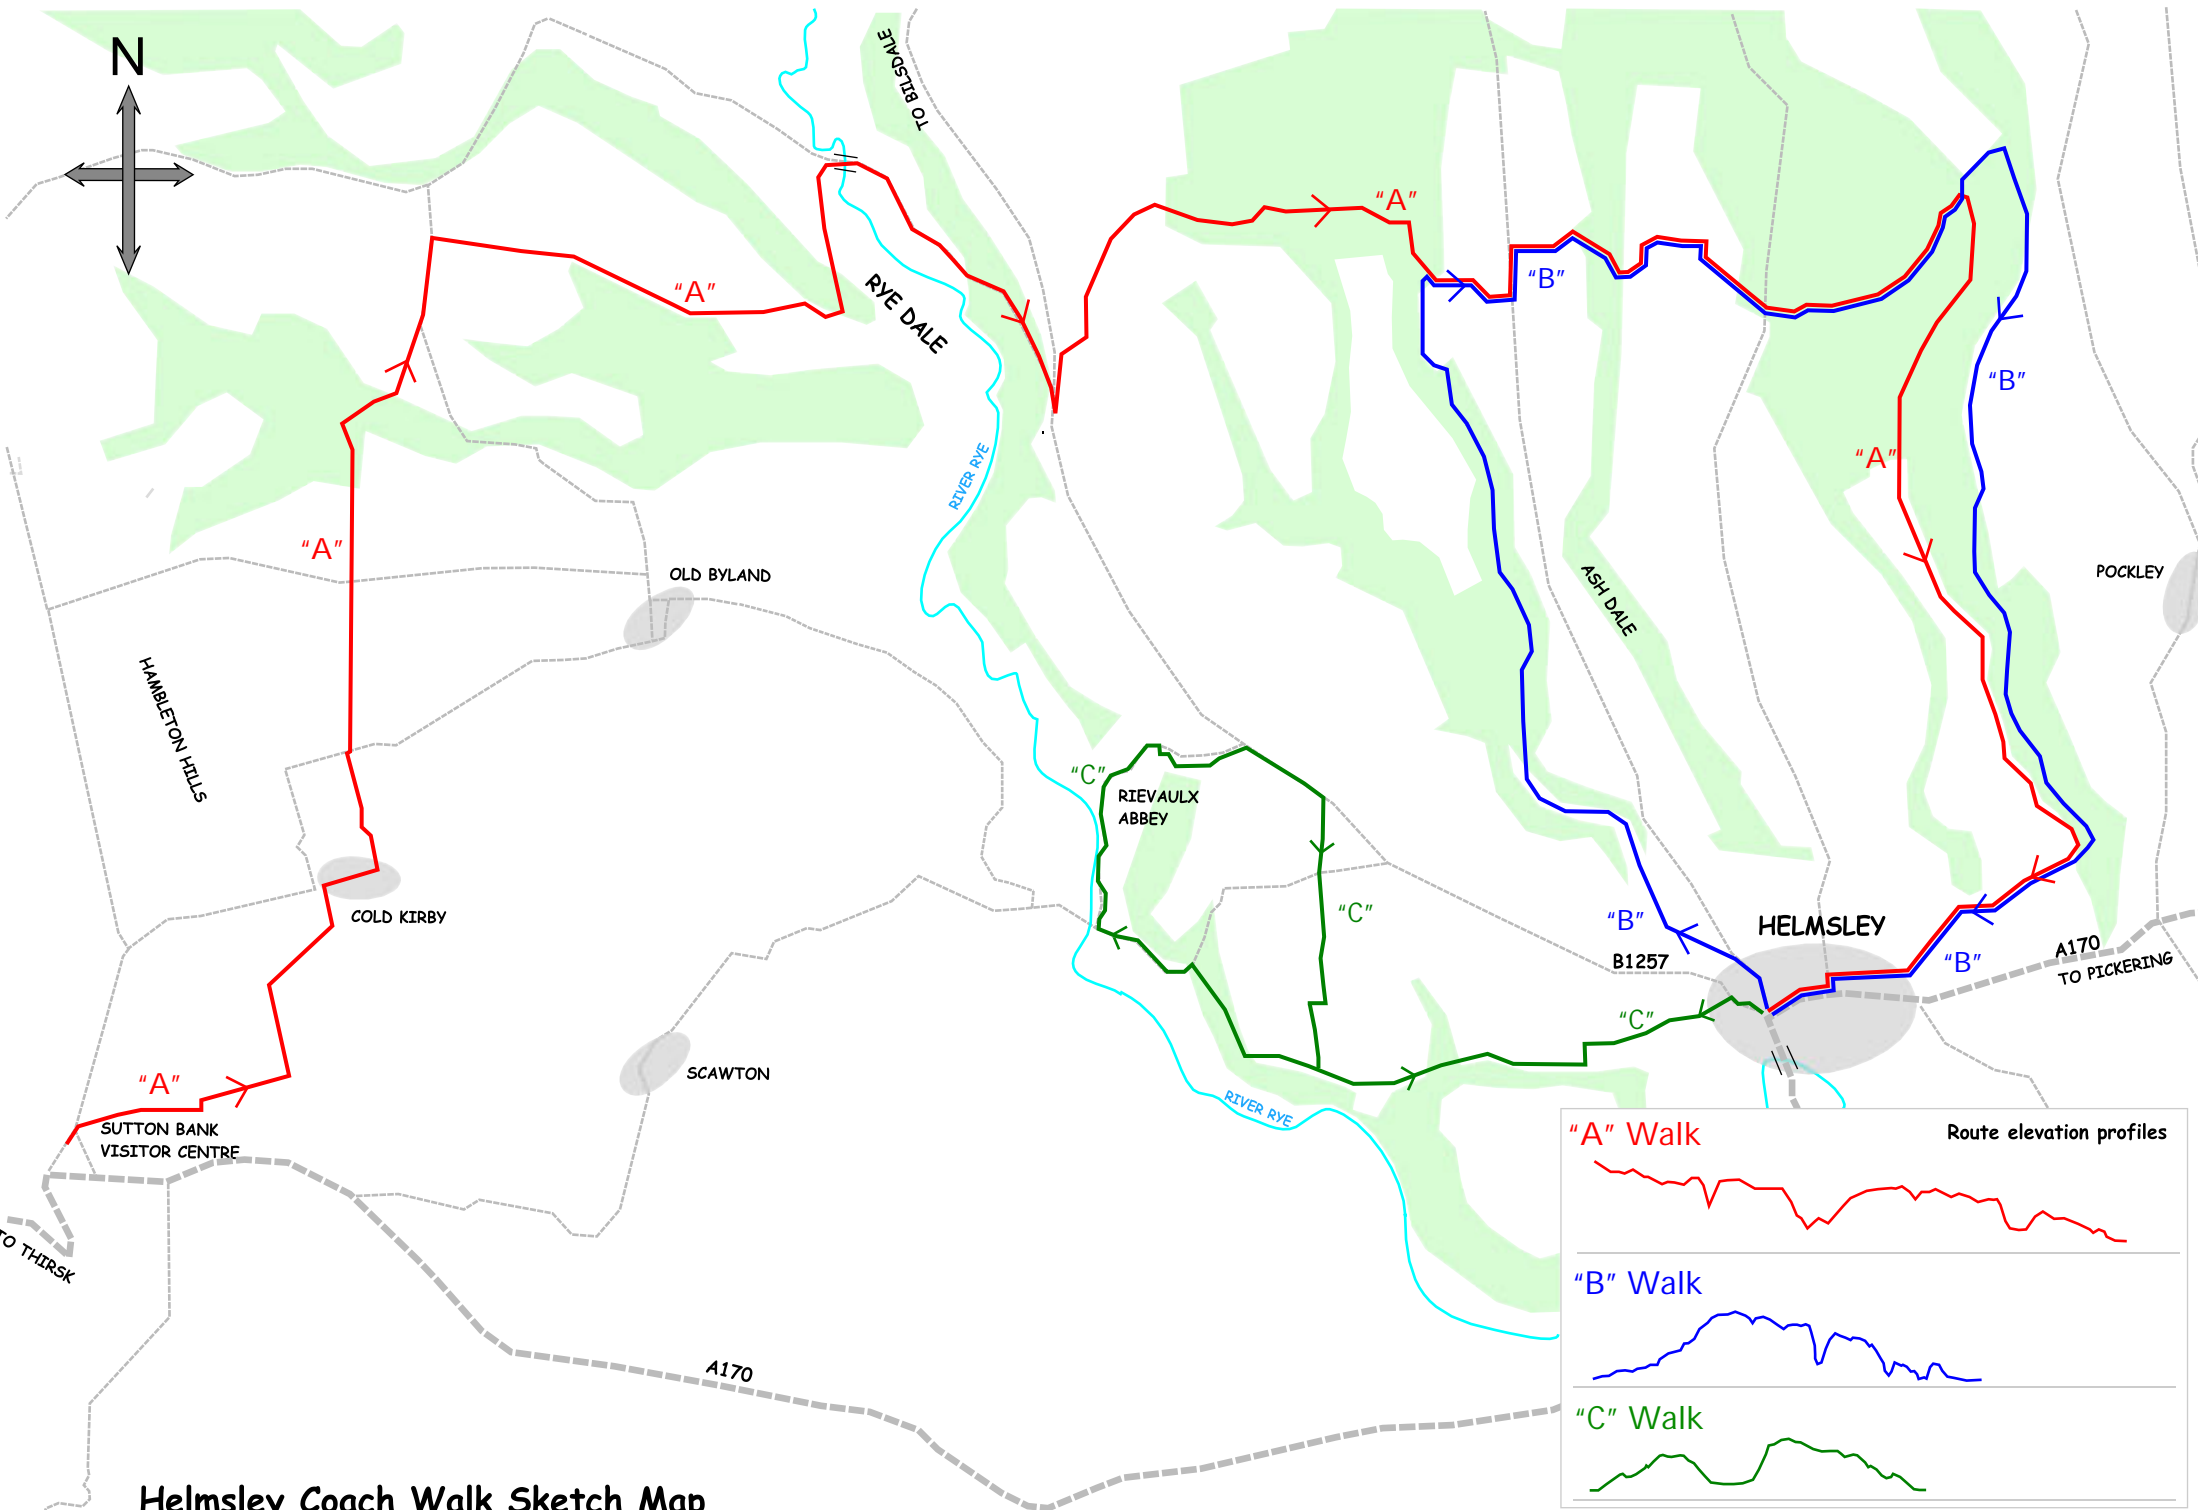 N
TO BILSDALE
"A"
"B"
"A"
RYE DALE
"B"
"A"
RIVER RYE
"A"
OLD BYLAND
ASH DALE
POCKLEY
HAMBLETON HILLS
"C"
RIEVAULX
ABBEY
"C"
COLD KIRBY
"B"
HELMSLEY
B1257
"B"
A170
TO PICKERING
"C"
SCAWTON
"A"
SUTTON BANK
VISITOR CENTRE
RIVER RYE
TO THIRSK
A170
"A" Walk
Route elevation profiles
"B" Walk
"C" Walk
Helmsley Coach Walk Sketch Map